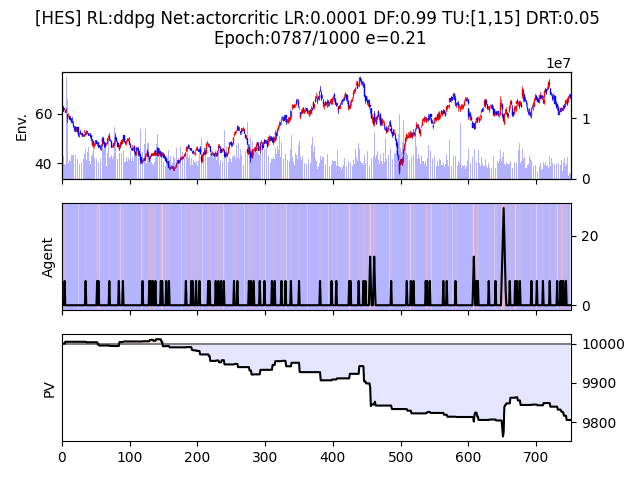 [HES] RL:ddpg Net:actorcritic LR:0.0001 DF:0.99 TU:[1,15] DRT:0.05
Epoch:0787/1000 e=0.21
1e7
Env.
60
40
1
0
Agent
20
0
PV
10000
9900
9800
0 100 200 300 400 500 600 700